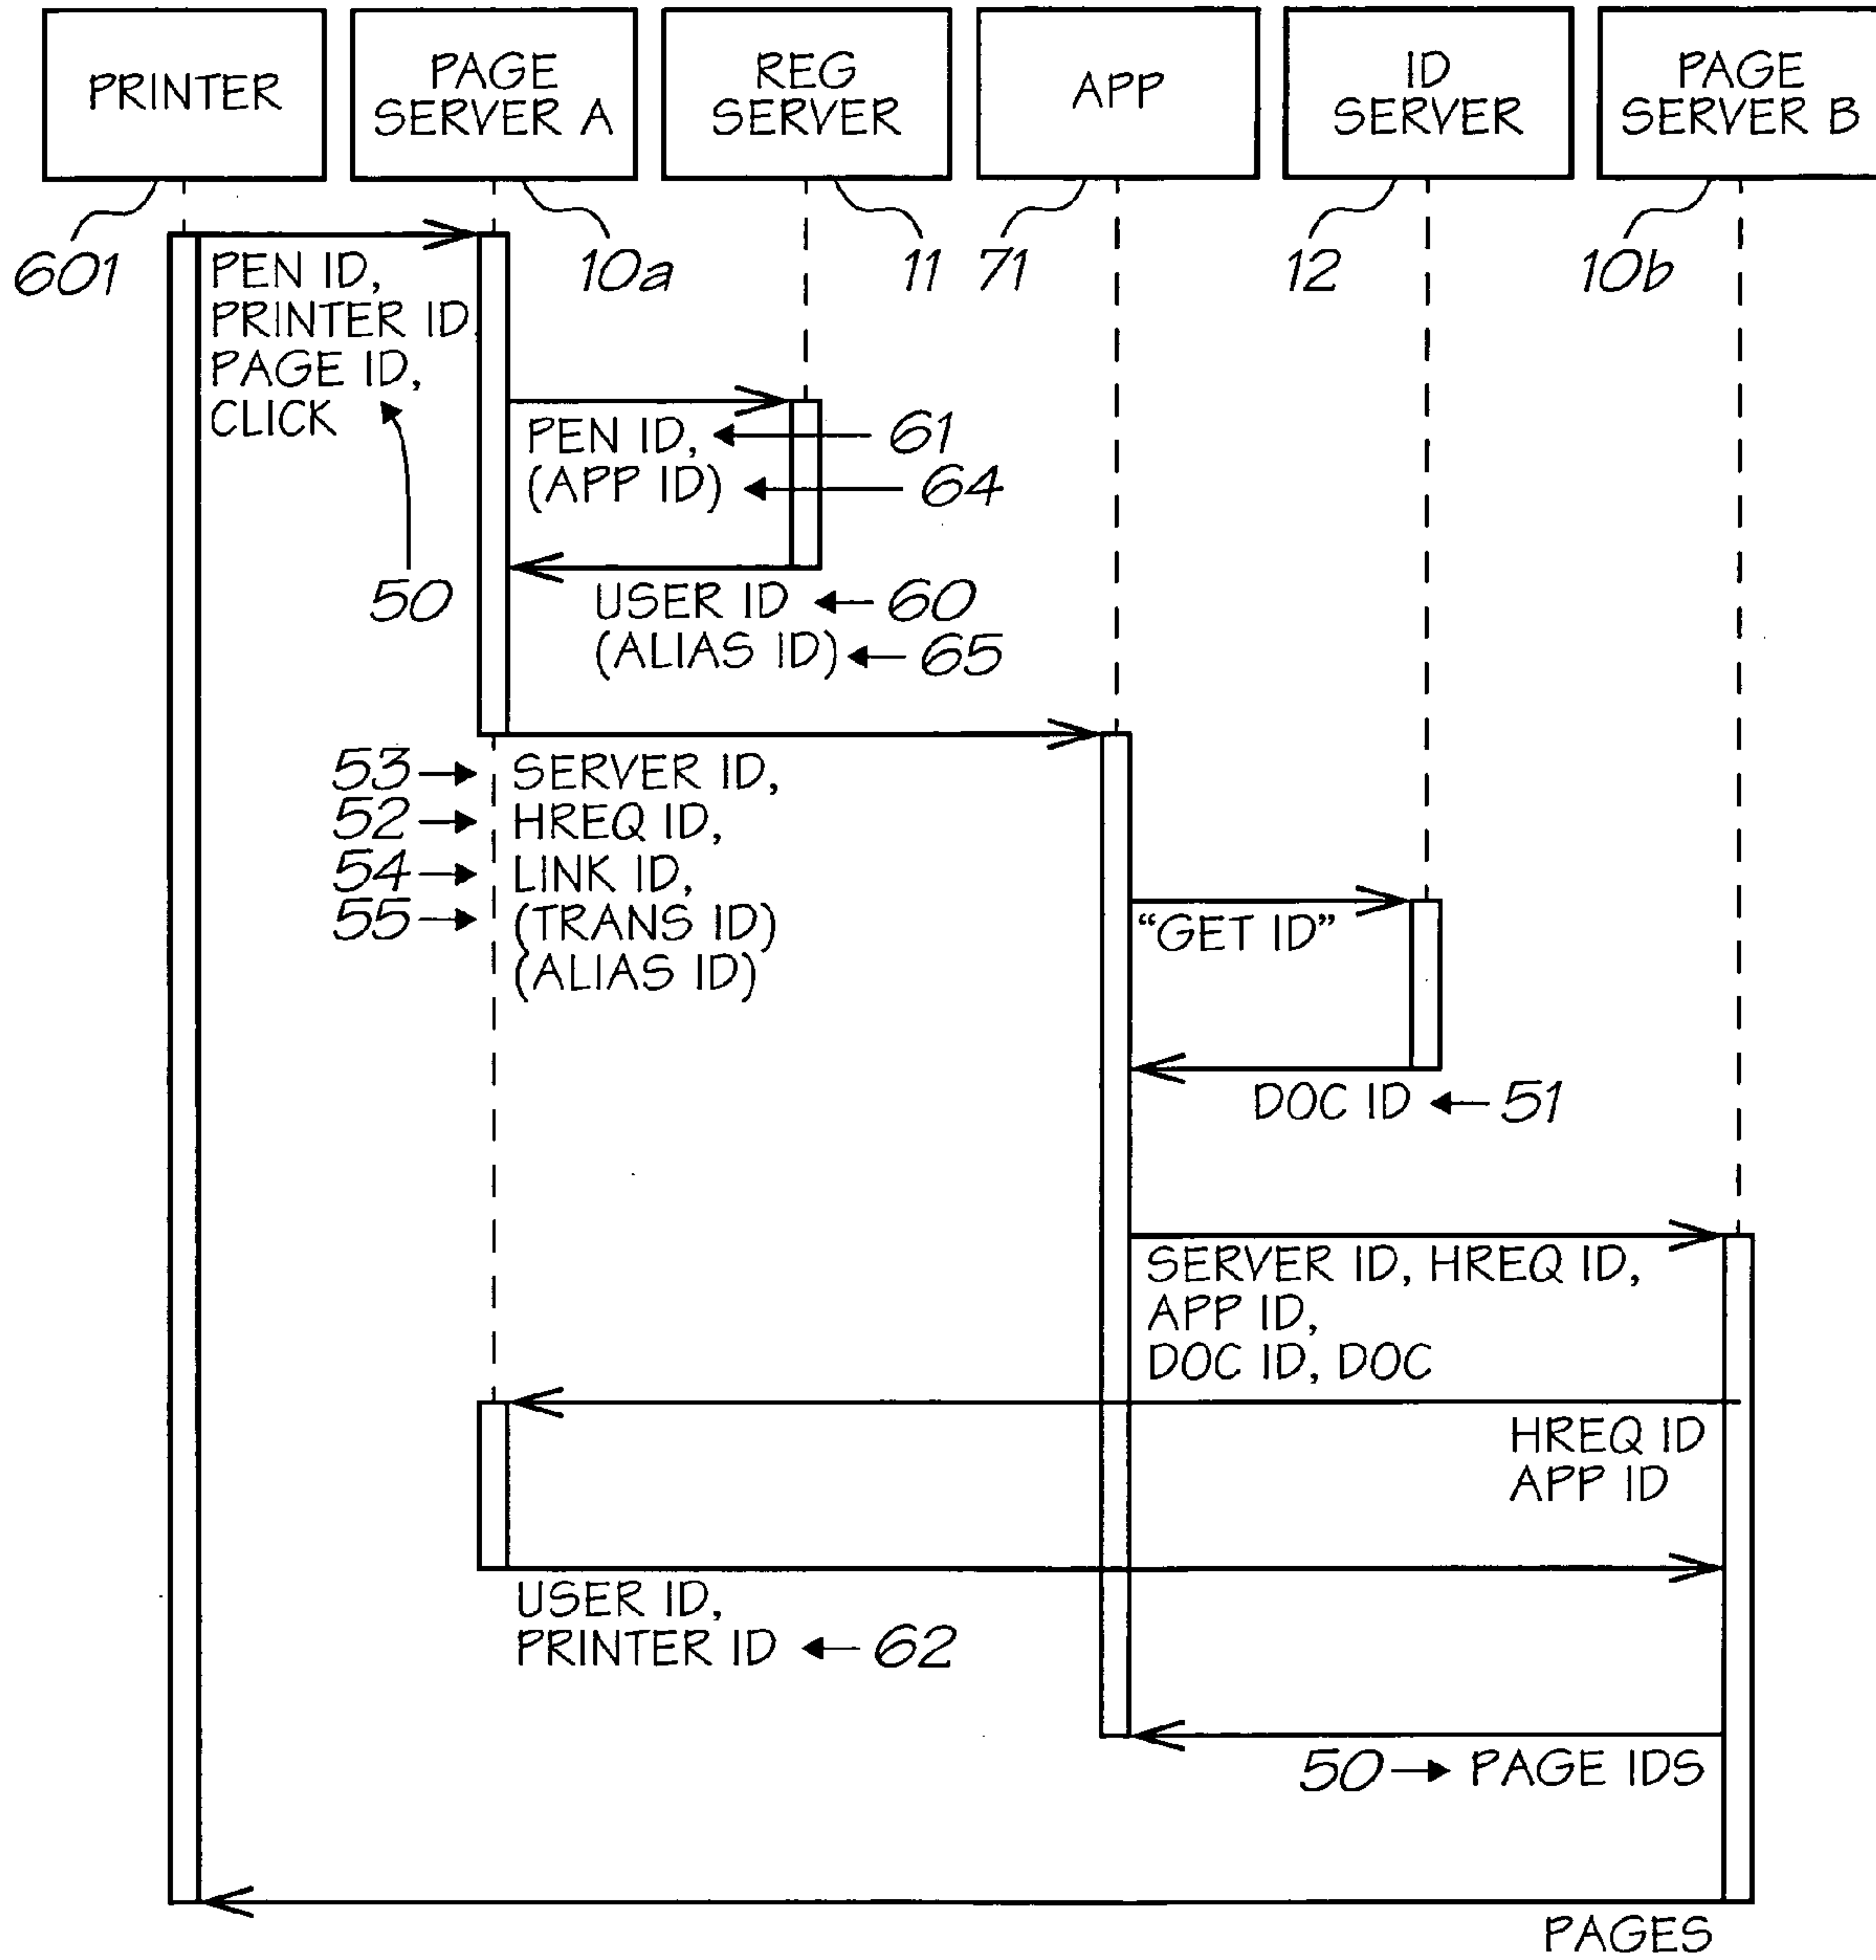 PRINTER
PAGE
SERVER A
REG
SERVER
APP
ID
SERVER
PAGE
SERVER B
601
10a
11
71
12
10b
PEN ID,
PRINTER ID
PAGE ID,
CLICK
50
PEN ID,
61
(APP ID)
64
USER ID
60
(ALIAS ID)
65
53
SERVER ID,
52
HREQ ID,
54
LINK ID,
55
(TRANS ID)
(ALIAS ID)
“GET ID”
DOC ID
51
SERVER ID, HREQ ID,
APP ID,
DOC ID, DOC
HREQ ID
APP ID
USER ID,
PRINTER ID
62
50
PAGE IDS
PAGES